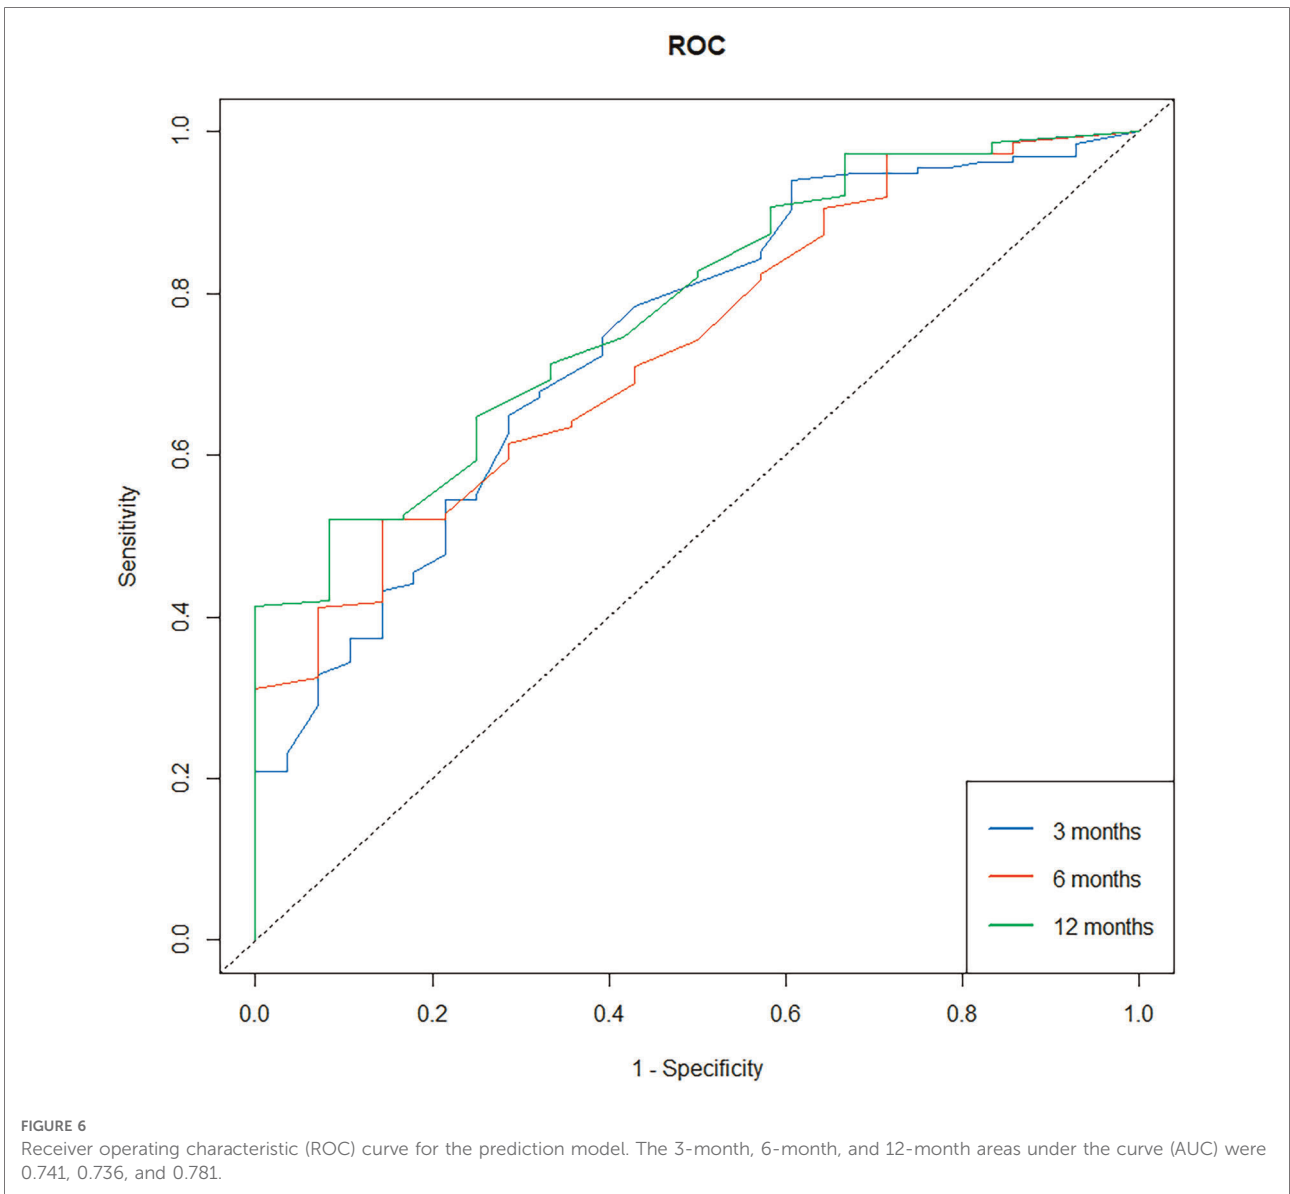 ROC
1.0
0.8
0.6
0.4
0.2
0.0
Sensitivity
0.0 0.2 0.4 0.6 0.8 1.0
1 - Specificity
3 months
6 months
12 months
FIGURE 6
Receiver operating characteristic (ROC) curve for the prediction model. The 3-month, 6-month, and 12-month areas under the curve (AUC) were
0.741, 0.736, and 0.781.